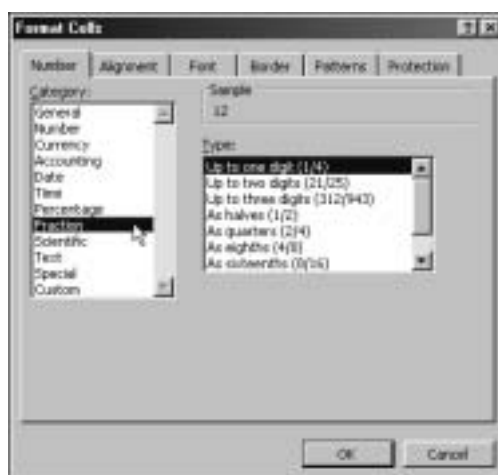 Format Cells
Number Alignment Font Border Patterns Protection
Category:
General
Number
Currency
Accounting
Date
Time
Percentage
Fraction
Scientific
Text
Special
Custom
Sample
12
Type:
Up to one digit (1/4)
Up to two digits (21/25)
Up to three digits (312/943)
As halves (1/2)
As quarters (2/4)
As eighths (4/8)
As sixteenths (8/16)
OK Cancel